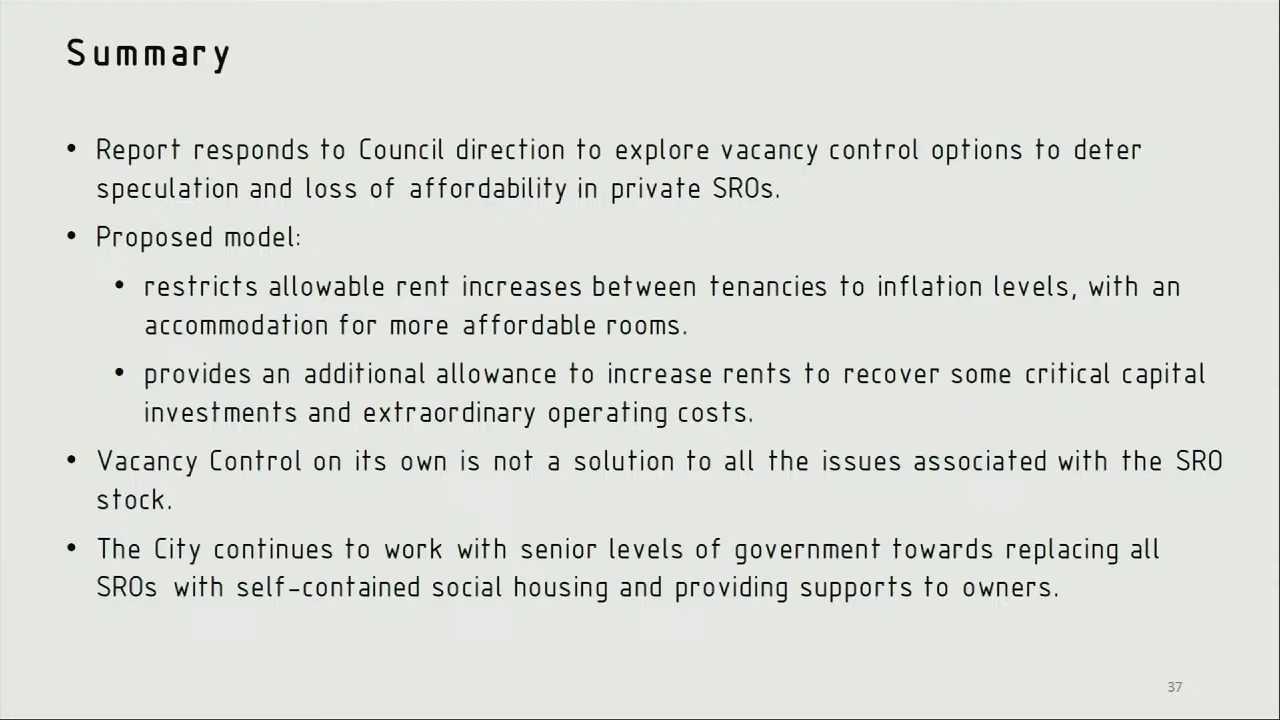 Summary
• Report responds to Council direction to explore vacancy control options to deter
speculation and loss of affordability in private SROs.
• Proposed model:
• restricts allowable rent increases between tenancies to inflation levels, with an
accommodation for more affordable rooms.
• provides an additional allowance to increase rents to recover some critical capital
investments and extraordinary operating costs.
• Vacancy Control on its own is not a solution to all the issues associated with the SRO
stock.
• The City continues to work with senior levels of government towards replacing all
SROs with self-contained social housing and providing supports to owners.
37